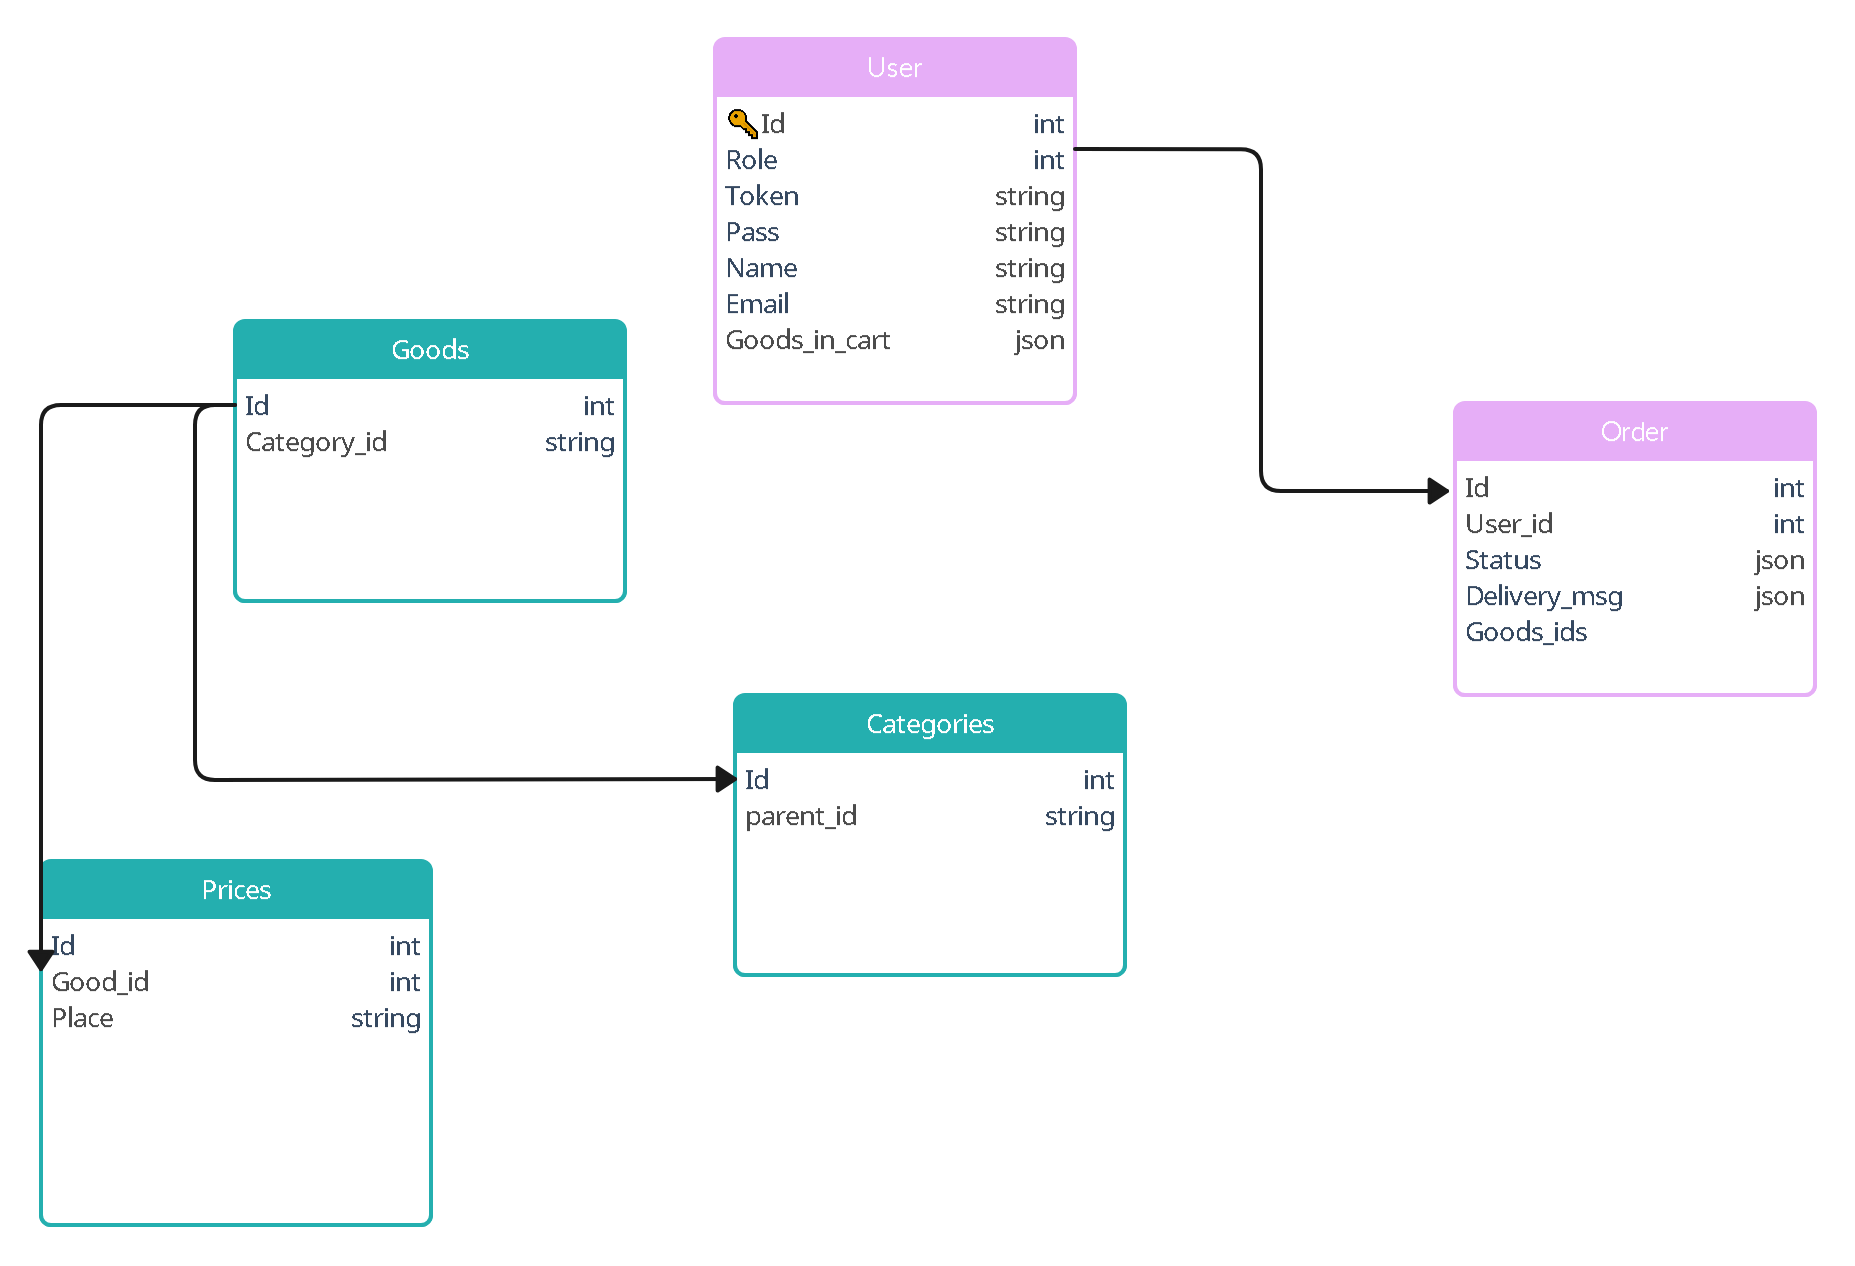 User
Id int
Role int
Token string
Pass string
Name string
Email string
Goods_in_cart json
Goods
Id int
Category_id string
Order
Id int
User_id int
Status json
Delivery_msg json
Goods_ids
Categories
Id int
parent_id string
Prices
Id int
Good_id int
Place string